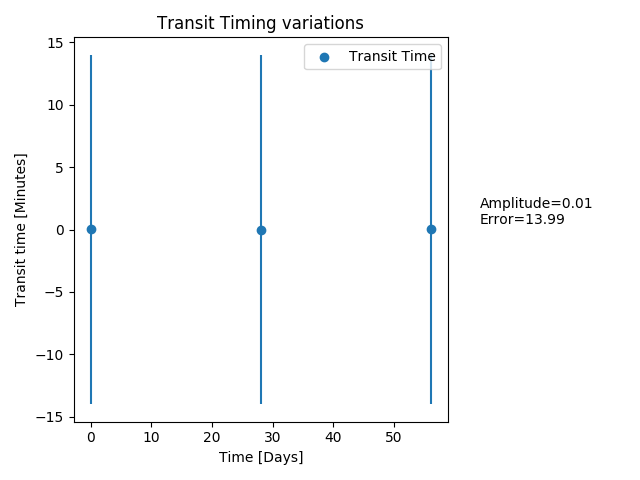 Transit Timing variations
Transit Time
Transit time [Minutes]
15
10
5
0
−5
−10
−15
0 10 20 30 40 50
Time [Days]
Amplitude=0.01
Error=13.99